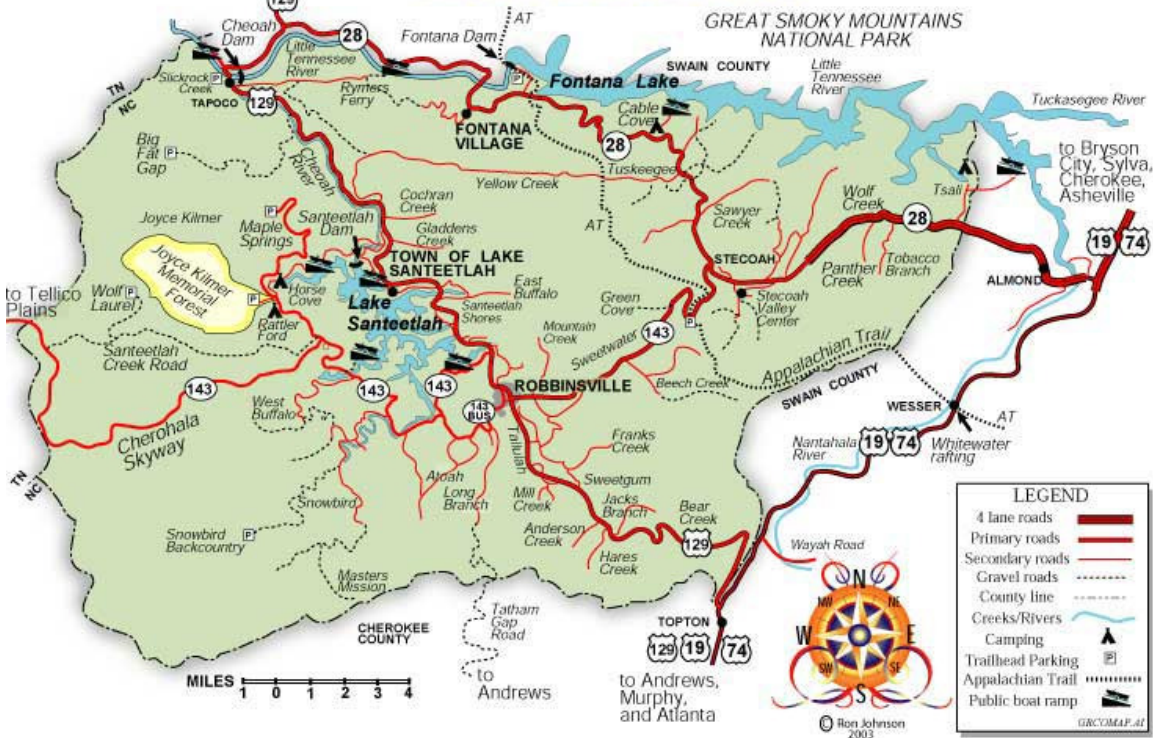 129
AT
GREAT SMOKY MOUNTAINS
NATIONAL PARK
Cheoah
Dam
28
Fontana Dam
Little
Tennessee
River
SWAIN COUNTY
Little
Tennessee
River
Fontana Lake
Tuckasegee River
Slickrock
Creek
P
TAPOCO
129
TN
NC
Rymers
Ferry
P
Cable
Cove
FONTANA
VILLAGE
28
Tuskeegee
to Bryson
City, Sylva,
Cherokee,
Asheville
Big
Fat
Gap
P
Cheoah
River
Yellow Creek
Tsali
Cochran
Creek
Wolf
Creek
28
19
74
Joyce Kilmer
Maple
Springs
P
Santeetlah
Dam
Gladdens
Creek
AT
Sawyer
Creek
TOWN OF LAKE
SANTEETLAH
STECOAH
Panther
Creek
Tobacco
Branch
ALMOND
Joyce Kilmer
Memorial
Forest
to Tellico
Plains
Wolf
Laurel
P
P
Horse
Cove
Lake
Santeetlah
East
Buffalo
Santeetlah
Shores
Green
Cove
Stecoah
Valley
Center
Rattler
Ford
Mountain
Creek
Sweetwater
143
P
Santeetlah
Creek Road
Appalachian Trail
143
143
143
ROBBINSVILLE
Beech Creek
SWAIN COUNTY
West
Buffalo
143
BUS
WESSER
AT
Cherohala
Skyway
Tallulah
Franks
Creek
Nantahala
River
19
74
Whitewater
rafting
TN
NC
Atoah
Long
Branch
Sweetgum
Snowbird
Mill
Creek
Jacks
Branch
Bear
Creek
Snowbird
Backcountry
P
Anderson
Creek
129
Hares
Creek
Wayah Road
Masters
Mission
Tatham
Gap
Road
CHEROKEE
COUNTY
TOPTON
129
19
74
to
Andrews
to Andrews,
Murphy,
and Atlanta
MILES
1 0 1 2 3 4
N
NW
NE
W
E
SW
SE
S
© Ron Johnson
2003
LEGEND
4 lane roads
Primary roads
Secondary roads
Gravel roads
County line
Creeks/Rivers
Camping
Trailhead Parking
P
Appalachian Trail
Public boat ramp
GRCOMAP.AI